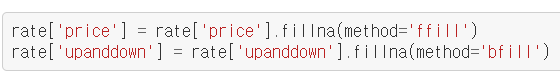 rate['price'] = rate['price'].fillna(method='ffill')
rate['upanddown'] = rate['upanddown'].fillna(method='bfill')